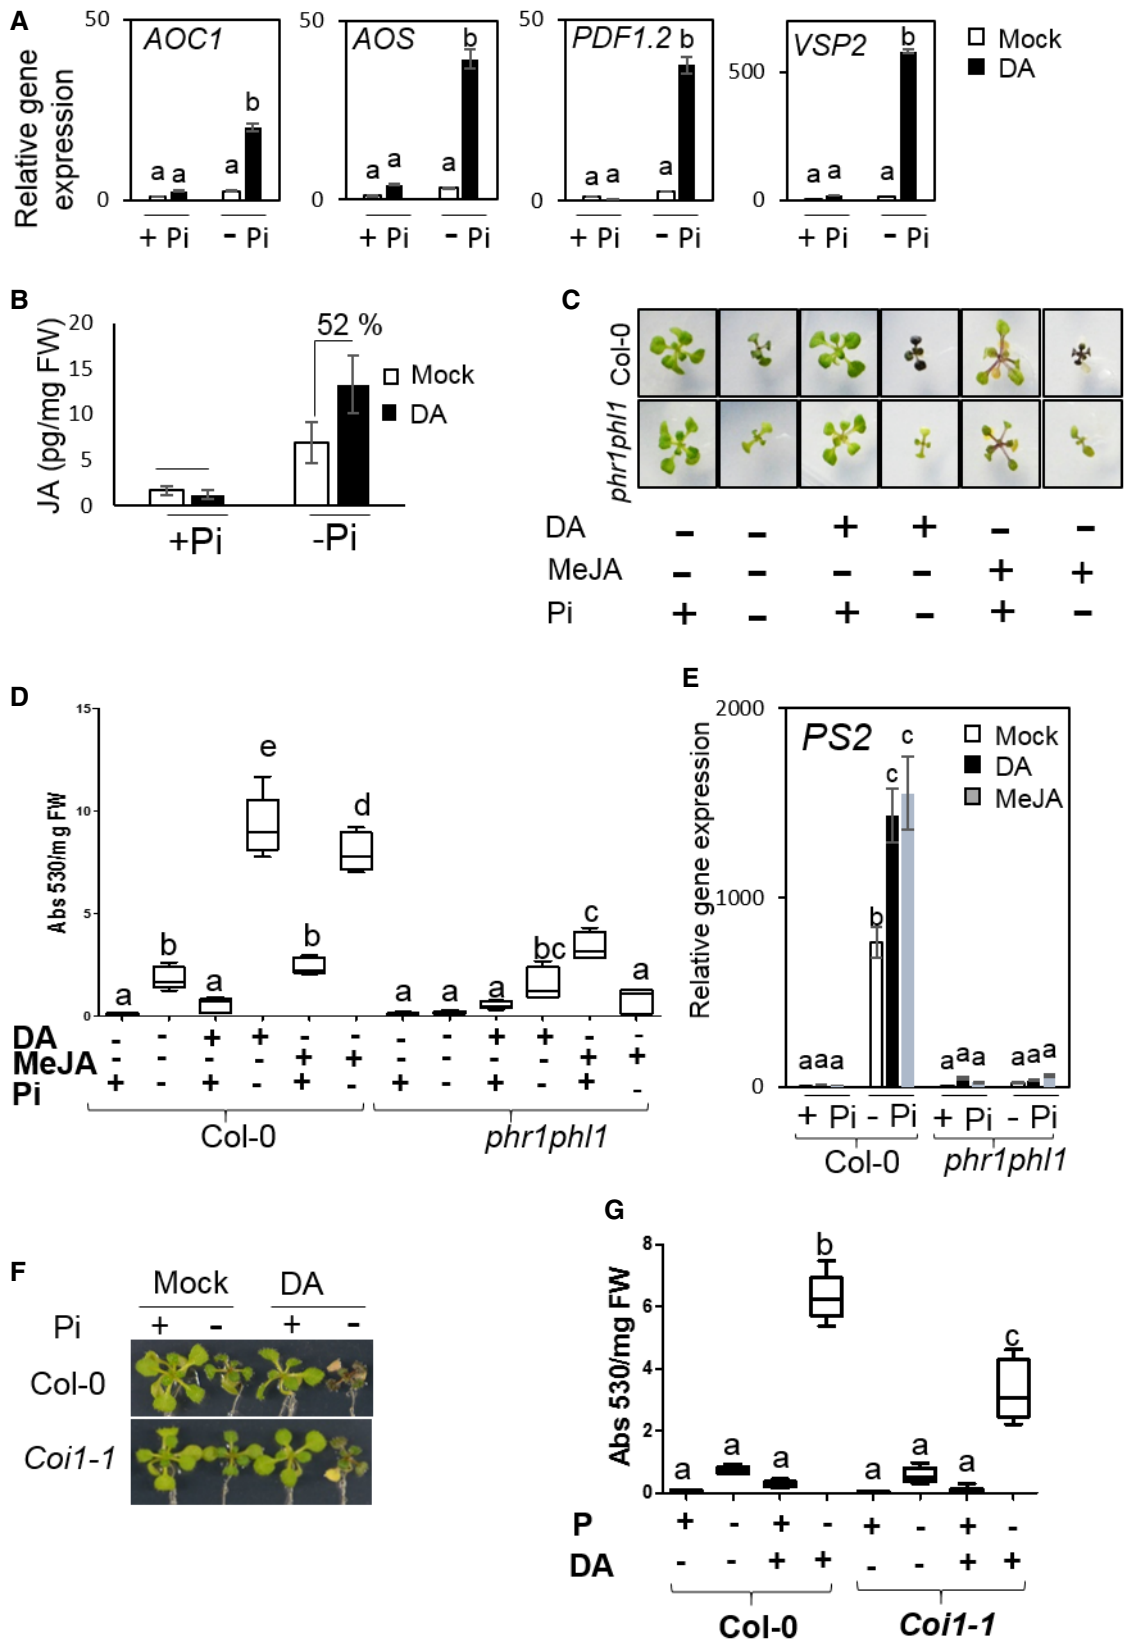 A
Relative gene
expression
50
0
AOC1
a a a b
+ Pi - Pi
50
0
AOS
a a a b
+ Pi - Pi
50
0
PDF1.2
a a a b
+ Pi - Pi
500
0
VSP2
a a a b
+ Pi - Pi
Mock
DA
B
JA (pg/mg FW)
20
15
10
5
0
52 %
Mock
DA
+Pi -Pi
C
Col-0
phr1phl1
DA - - + + - -
MeJA - - - - + +
Pi + - + - + -
D
Abs 530/mg FW
15
10
5
0
a b a e b d a a a bc c a
DA - - + + - - - - + + - -
MeJA - - - - + + - - - - + +
Pi + - + - + - + - + - + -
Col-0 phr1phl1
E
Relative gene expression
2000
1000
0
PS2
Mock
DA
MeJA
a a a b c c a a a a a a
+ Pi - Pi + Pi - Pi
Col-0 phr1phl1
F
Mock DA
Pi + - + -
Col-0
Coi1-1
G
Abs 530/mg FW
8
6
4
2
0
a a a b a a a c
P + - + - + - + -
DA - - + + - - + +
Col-0 Coi1-1